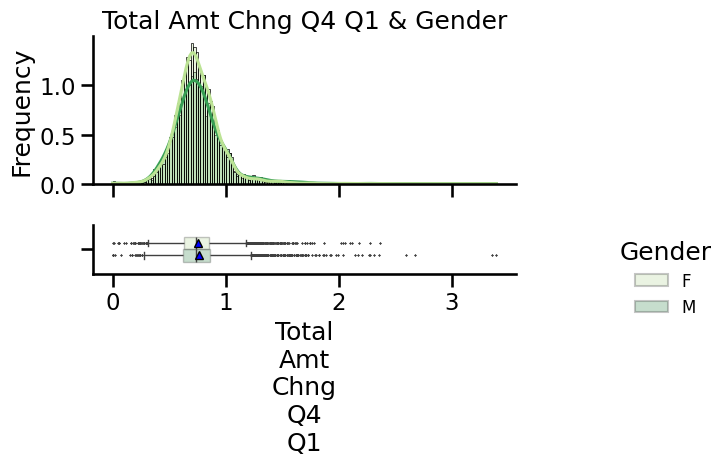 Total Amt Chng Q4 Q1 & Gender
Frequency
1.0
0.5
0.0
0 1 2 3
Total
Amt
Chng
Q4
Q1
Gender
F
M